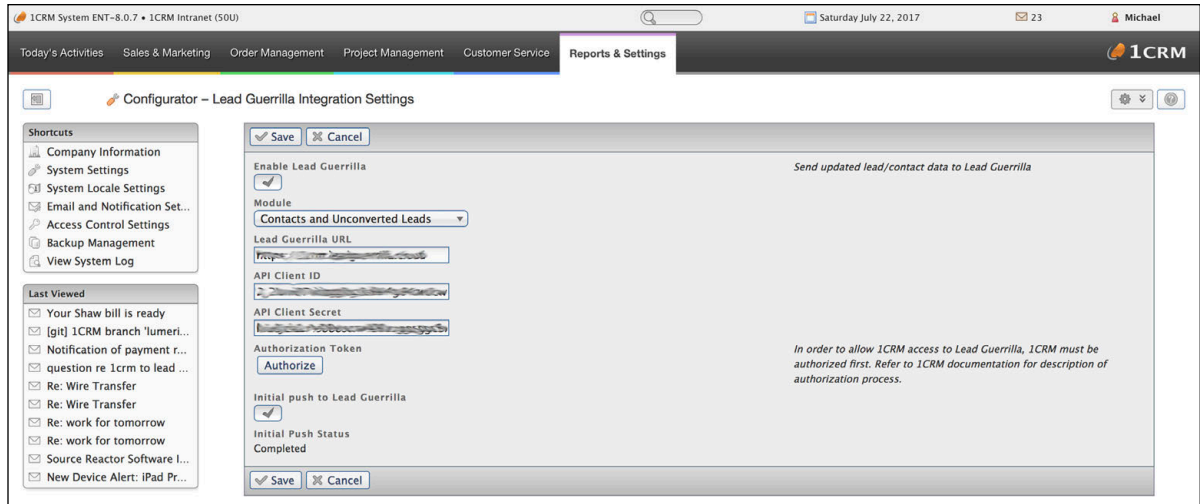 1CRM System ENT-8.0.7 • 1CRM Intranet (50U)
Saturday July 22, 2017
23
Michael
Today's Activities
Sales & Marketing
Order Management
Project Management
Customer Service
Reports & Settings
1CRM
Configurator – Lead Guerrilla Integration Settings
Shortcuts
Company Information
System Settings
System Locale Settings
Email and Notification Set...
Access Control Settings
Backup Management
View System Log
Last Viewed
Your Shaw bill is ready
[git] 1CRM branch 'lumeri...
Notification of payment r...
question re 1crm to lead ...
Re: Wire Transfer
Re: Wire Transfer
Re: work for tomorrow
Re: work for tomorrow
Source Reactor Software I...
New Device Alert: iPad Pr...
Save
Cancel
Enable Lead Guerrilla
Send updated lead/contact data to Lead Guerrilla
Module
Contacts and Unconverted Leads
Lead Guerrilla URL
API Client ID
API Client Secret
Authorization Token
Authorize
In order to allow 1CRM access to Lead Guerrilla, 1CRM must be
authorized first. Refer to 1CRM documentation for description of
authorization process.
Initial push to Lead Guerrilla
Initial Push Status
Completed
Save
Cancel